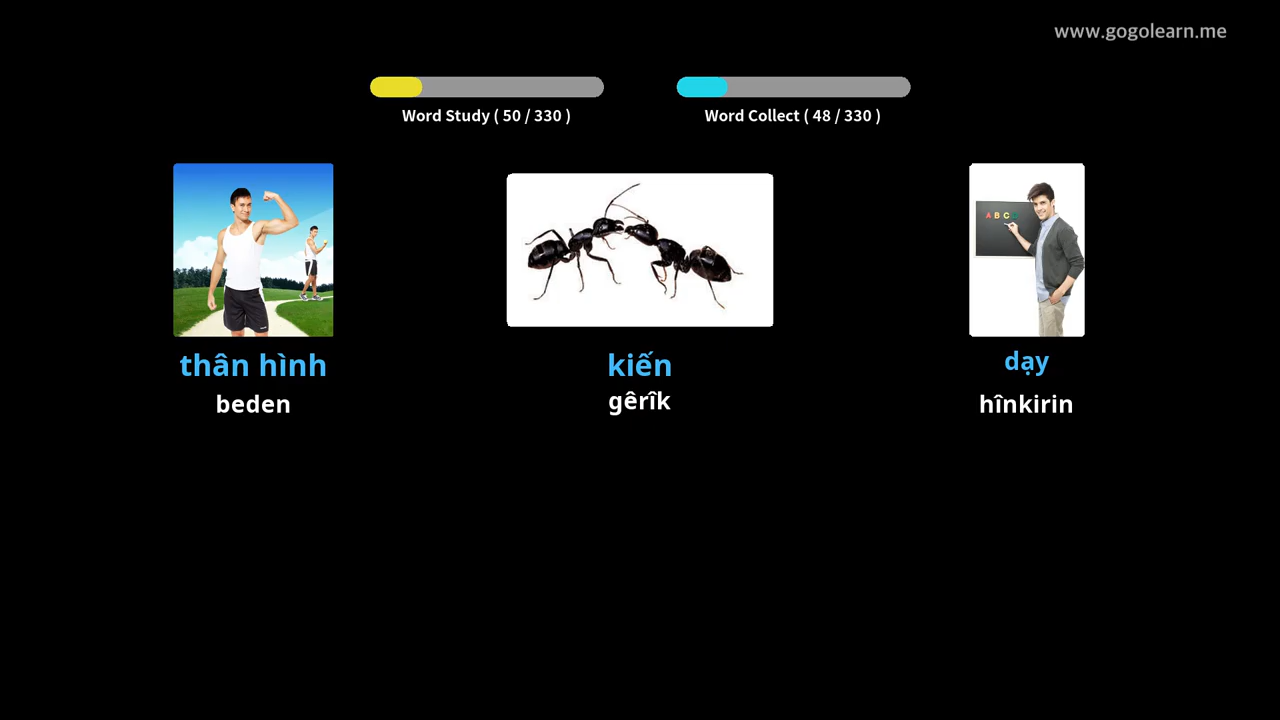 www.gogolearn.me
Word Study ( 50 / 330 )
Word Collect ( 48 / 330 )
A B C D
thân hình
kiến
dạy
beden
gêrîk
hînkirin